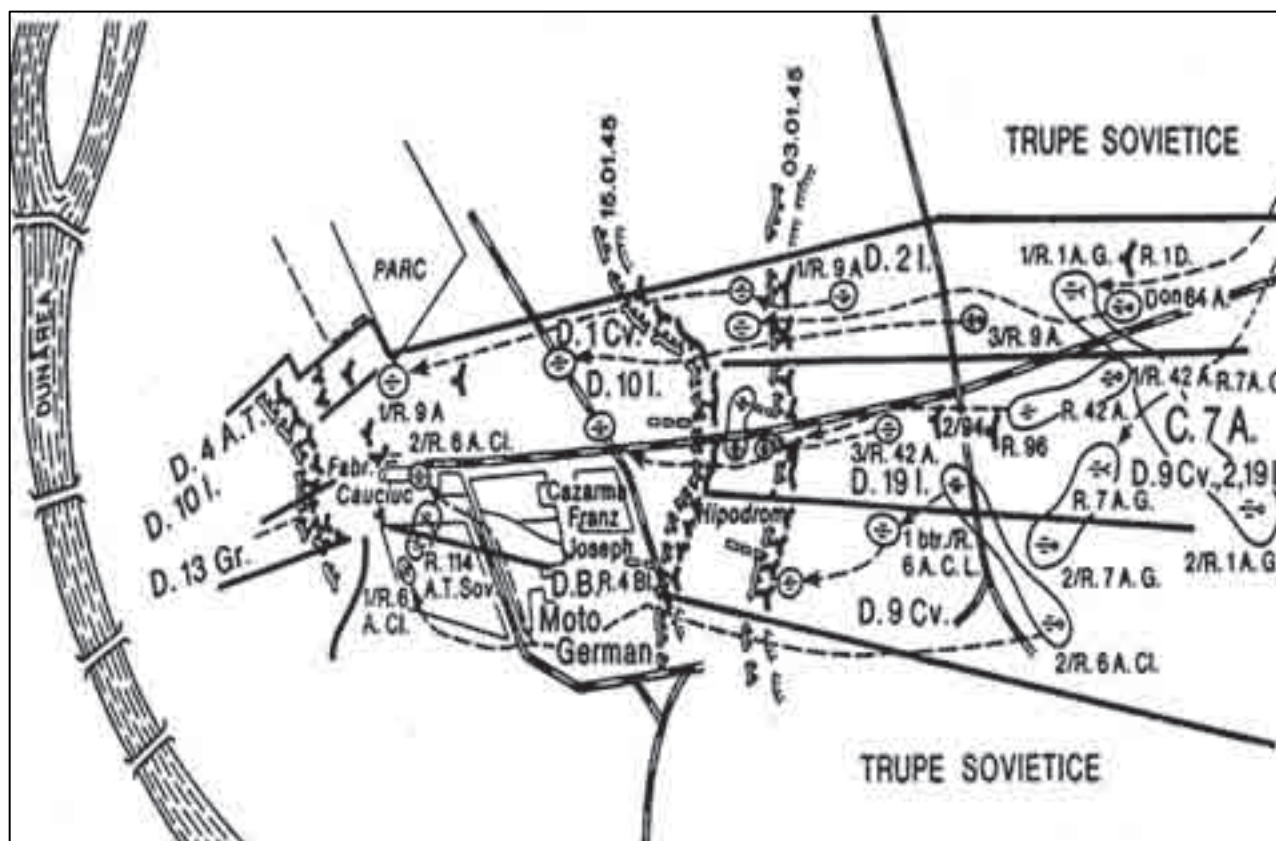 TRUPE SOVIETICE
15.01.45
03.01.45
DUNAREA
PARC
1/R. 9 A
D. 2 I.
1/R. 1 A. G.
R. 1 D.
Don 64 A.
D. 1 Cv.
3/R. 9 A.
D. 10 I.
1/R. 42 A.
R. 7 A. G.
1/R. 9 A
R. 42 A.
2/94
R. 96
C. 7 A.
D. 4 A. T.
2/R. 6 A. Cl.
3/R. 42 A.
D. 9 Cv., 2, 19 I.
D. 10 I.
Fabr.
Cauciuc
Cazarma
Franz
Joseph
Hipodrom
D. 19 I.
R. 7 A. G.
D. 13 Gr.
R. 114
A. T. Sov.
1 btr./R.
6 A. C. L.
2/R. 7 A. G.
2/R. 1 A. G.
1/R. 6
A. Cl.
D. B, R. 4 Bl.
Moto
German
D. 9 Cv.
2/R. 6 A. Cl.
TRUPE SOVIETICE